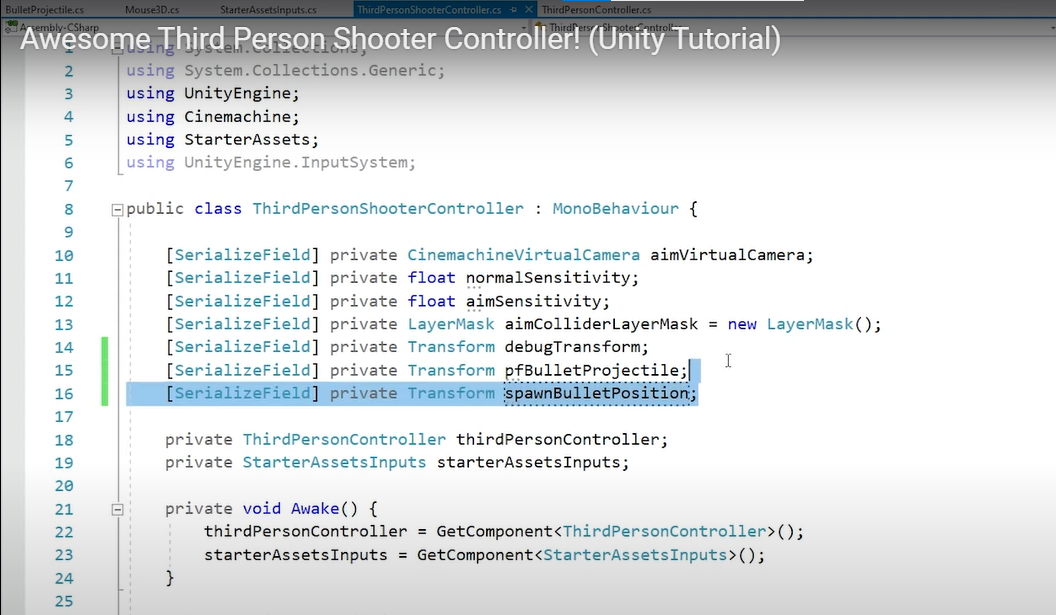 BulletProjectile.cs Mouse3D.cs StarterAssetsInputs.cs ThirdPersonShooterController.cs ThirdPersonController.cs
Assembly-CSharp ThirdPersonShooterController
Awesome Third Person Shooter Controller! (Unity Tutorial)
1 using System.Collections;
2 using System.Collections.Generic;
3 using UnityEngine;
4 using Cinemachine;
5 using StarterAssets;
6 using UnityEngine.InputSystem;
7
8 public class ThirdPersonShooterController : MonoBehaviour {
9
10 [SerializeField] private CinemachineVirtualCamera aimVirtualCamera;
11 [SerializeField] private float normalSensitivity;
12 [SerializeField] private float aimSensitivity;
13 [SerializeField] private LayerMask aimColliderLayerMask = new LayerMask();
14 [SerializeField] private Transform debugTransform;
15 [SerializeField] private Transform pfBulletProjectile;
16 [SerializeField] private Transform spawnBulletPosition;
17
18 private ThirdPersonController thirdPersonController;
19 private StarterAssetsInputs starterAssetsInputs;
20
21 private void Awake() {
22 thirdPersonController = GetComponent<ThirdPersonController>();
23 starterAssetsInputs = GetComponent<StarterAssetsInputs>();
24 }
25